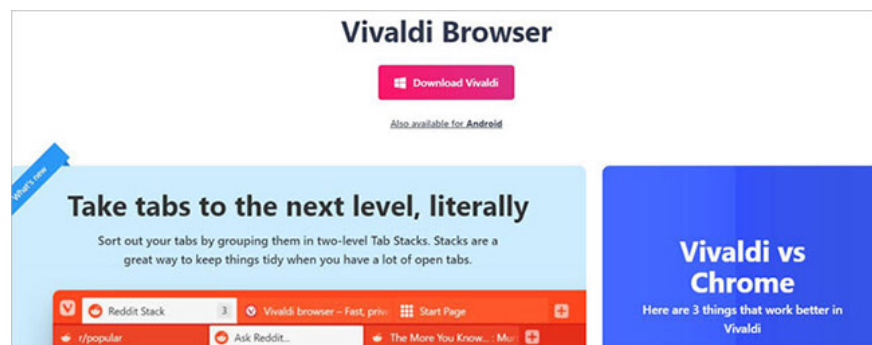 Vivaldi Browser
Download Vivaldi
Also available for Android
What's new
Take tabs to the next level, literally
Sort out your tabs by grouping them in two-level Tab Stacks. Stacks are a
great way to keep things tidy when you have a lot of open tabs.
Reddit Stack 3 Vivaldi browser – Fast, priv Start Page
r/popular Ask Reddit... The More You Know... : Mu
Vivaldi vs
Chrome
Here are 3 things that work better in
Vivaldi